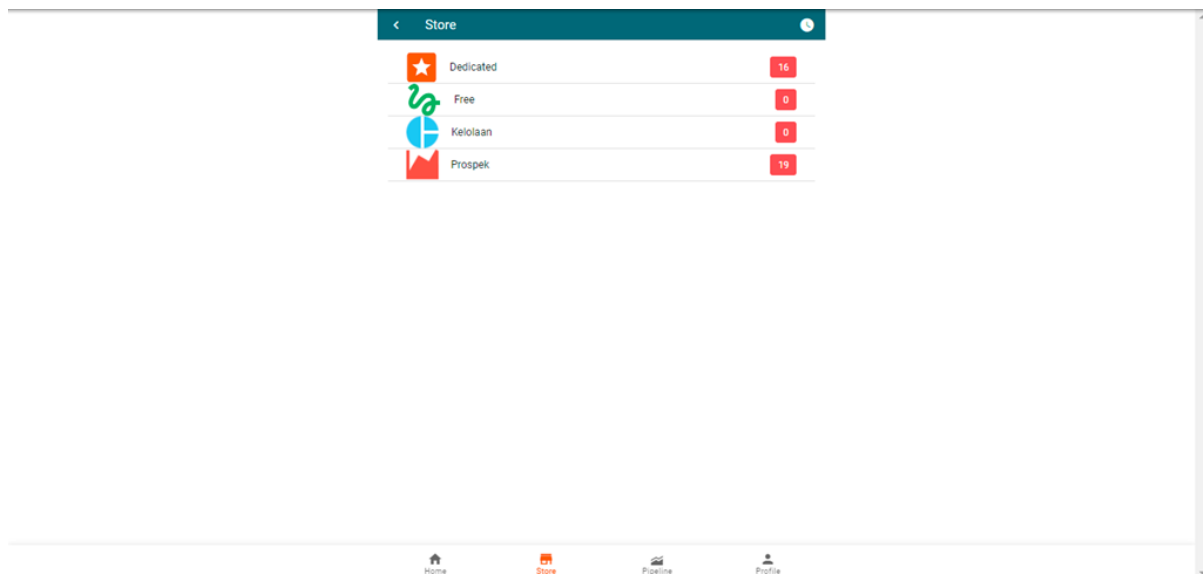 Store
Dedicated 16
Free 0
Kelolaan 0
Prospek 19
Home Store Pipeline Profile